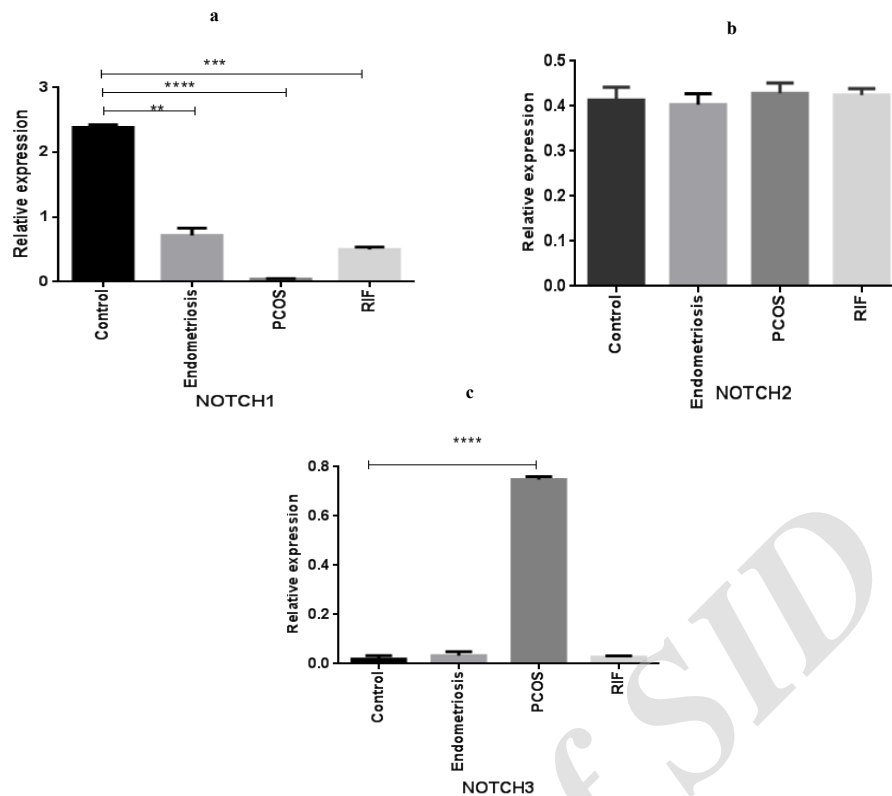 a
***
****
**
3
2
1
0
Relative expression
Control
Endometriosis
PCOS
RIF
NOTCH1
b
0.5
0.4
0.3
0.2
0.1
0.0
Relative expression
Control
Endometriosis
PCOS
RIF
NOTCH2
c
****
0.8
0.6
0.4
0.2
0.0
Relative expression
Control
Endometriosis
PCOS
RIF
NOTCH3
f SID